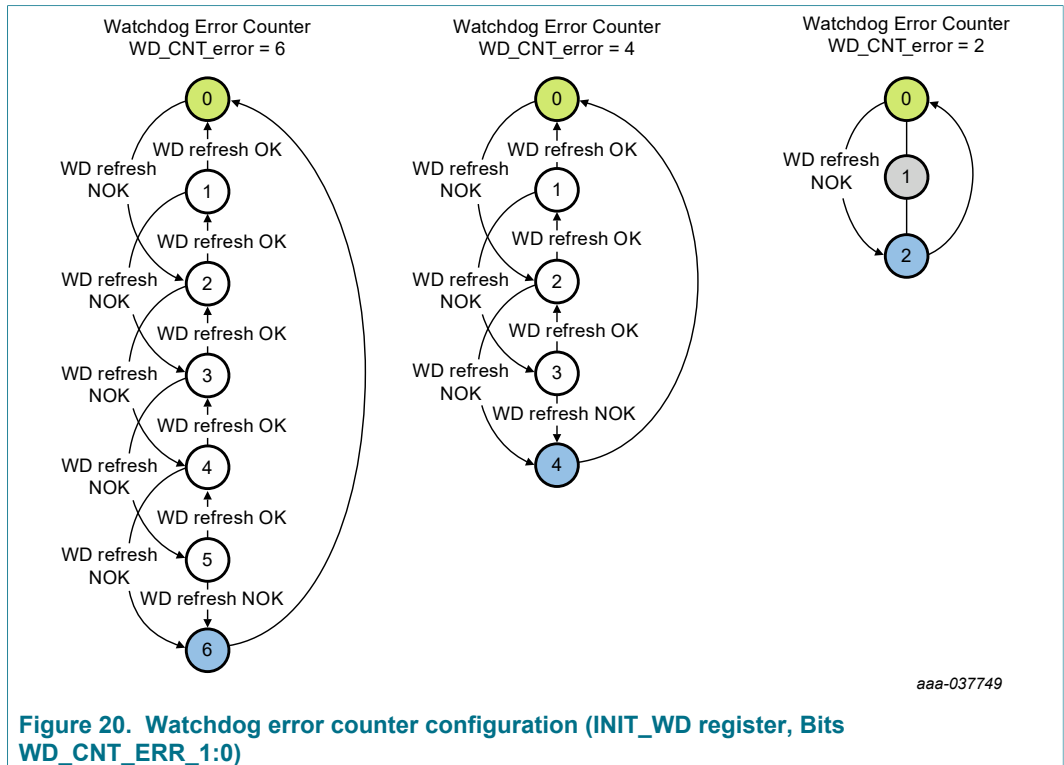 Watchdog Error Counter
WD_CNT_error = 6
0
WD refresh OK
WD refresh
NOK
1
WD refresh OK
2
WD refresh
NOK
WD refresh OK
3
WD refresh
NOK
WD refresh OK
4
WD refresh
NOK
WD refresh OK
5
WD refresh
NOK
WD refresh NOK
6
Watchdog Error Counter
WD_CNT_error = 4
0
WD refresh OK
WD refresh
NOK
1
WD refresh OK
2
WD refresh
NOK
WD refresh OK
3
WD refresh
NOK
WD refresh NOK
4
Watchdog Error Counter
WD_CNT_error = 2
0
WD refresh
NOK
1
2
aaa-037749
Figure 20. Watchdog error counter configuration (INIT_WD register, Bits
WD_CNT_ERR_1:0)